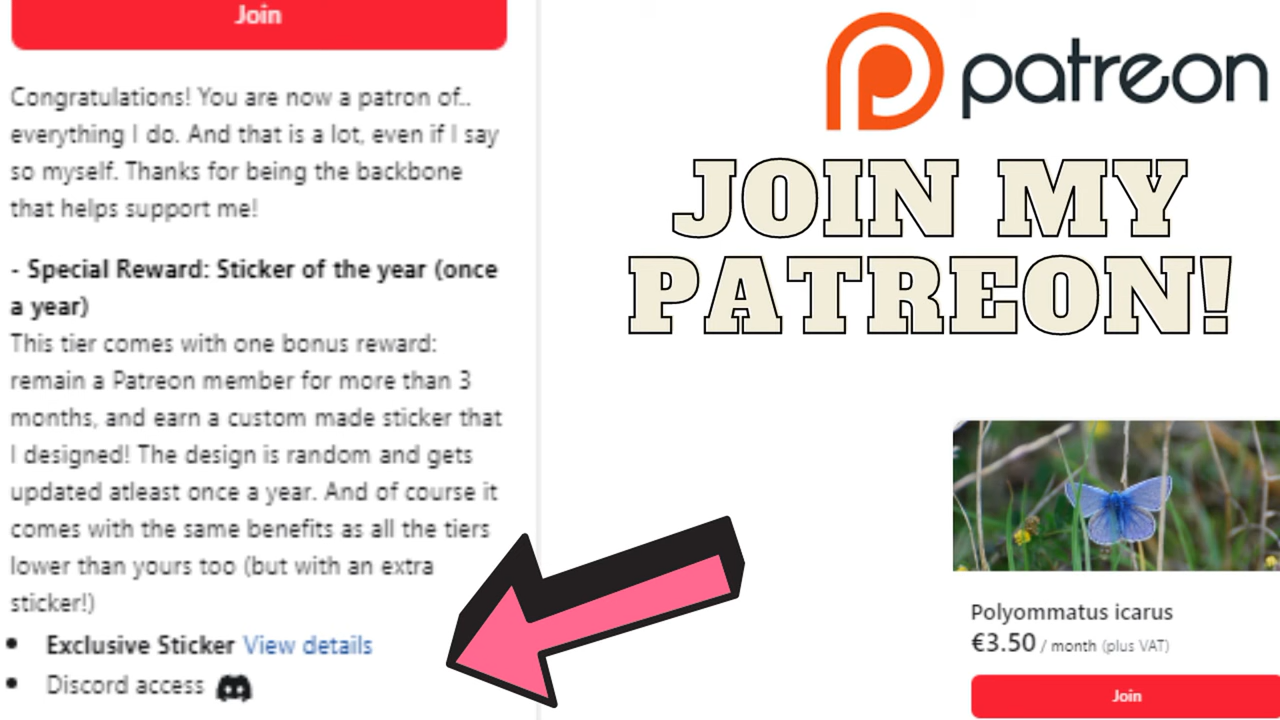 Join
Congratulations! You are now a patron of..
everything I do. And that is a lot, even if I say
so myself. Thanks for being the backbone
that helps support me!
- Special Reward: Sticker of the year (once
a year)
This tier comes with one bonus reward:
remain a Patreon member for more than 3
months, and earn a custom made sticker that
I designed! The design is random and gets
updated atleast once a year. And of course it
comes with the same benefits as all the tiers
lower than yours too (but with an extra
sticker!)
• Exclusive Sticker View details
• Discord access
patreon
JOIN MY
PATREON!
Polyommatus icarus
€3.50 / month (plus VAT)
Join